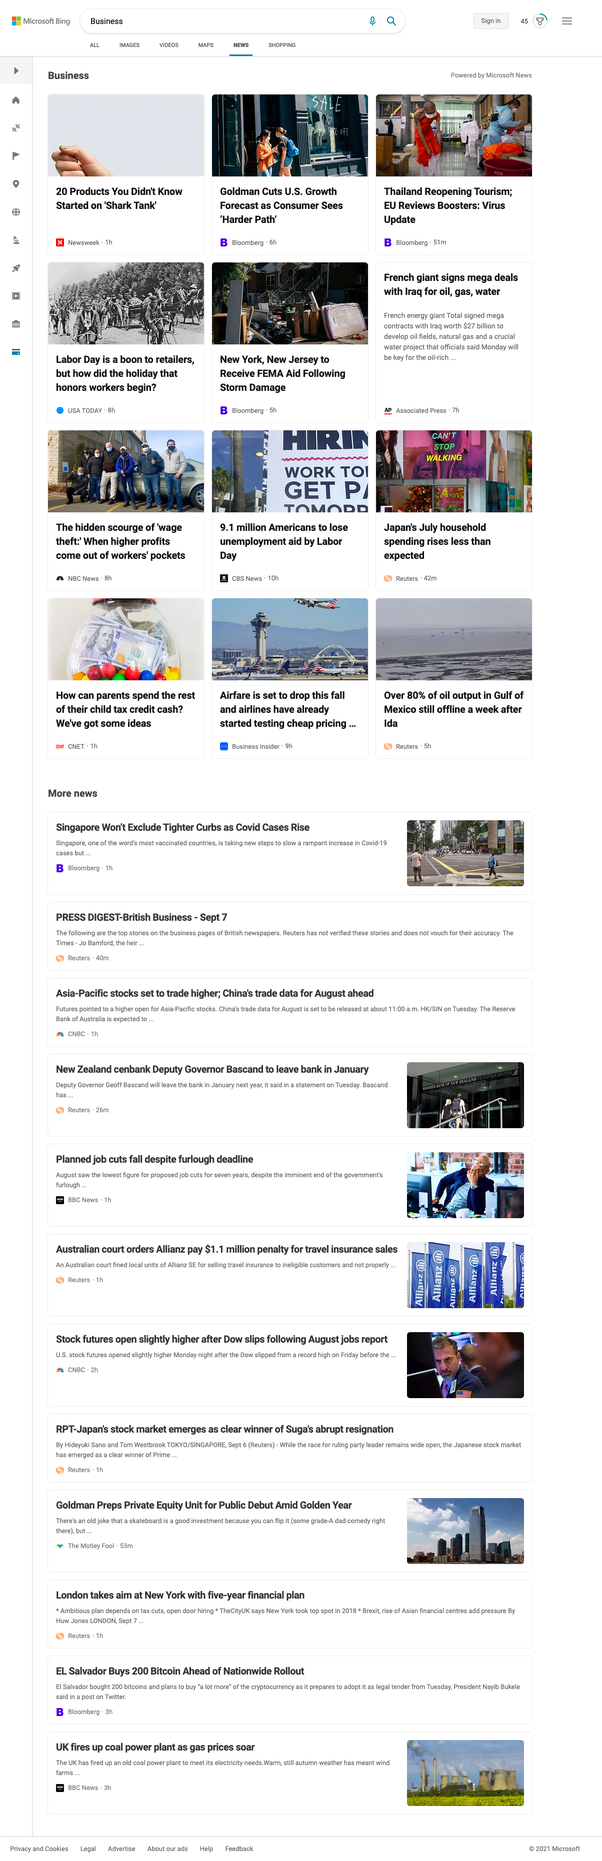 Microsoft Bing
Business
Sign in
45
ALL IMAGES VIDEOS MAPS NEWS SHOPPING
Business
Powered by Microsoft News
SALE
20 Products You Didn't Know
Started on 'Shark Tank'
Newsweek · 1h
Goldman Cuts U.S. Growth
Forecast as Consumer Sees
'Harder Path'
Bloomberg · 6h
Thailand Reopening Tourism;
EU Reviews Boosters: Virus
Update
Bloomberg · 51m
Labor Day is a boon to retailers,
but how did the holiday that
honors workers begin?
USA TODAY · 8h
New York, New Jersey to
Receive FEMA Aid Following
Storm Damage
Bloomberg · 5h
French giant signs mega deals
with Iraq for oil, gas, water
French energy giant Total signed mega
contracts with Iraq worth $27 billion to
develop oil fields, natural gas and a crucial
water project that officials said Monday will
be key for the oil-rich ...
AP Associated Press · 7h
HIRIN
WORK TO
GET PA
TOMORR
CAN'T
STOP
WALKING
The hidden scourge of 'wage
theft:' When higher profits
come out of workers' pockets
NBC News · 8h
9.1 million Americans to lose
unemployment aid by Labor
Day
CBS News · 10h
Japan's July household
spending rises less than
expected
Reuters · 42m
How can parents spend the rest
of their child tax credit cash?
We've got some ideas
CNET · 1h
Airfare is set to drop this fall
and airlines have already
started testing cheap pricing ...
Business Insider · 9h
Over 80% of oil output in Gulf of
Mexico still offline a week after
Ida
Reuters · 5h
More news
Singapore Won't Exclude Tighter Curbs as Covid Cases Rise
Singapore, one of the word's most vaccinated countries, is taking new steps to slow a rampant increase in Covid-19
cases but ...
Bloomberg · 1h
PRESS DIGEST-British Business - Sept 7
The following are the top stories on the business pages of British newspapers. Reuters has not verified these stories and does not vouch for their accuracy. The
Times - Jo Bamford, the heir ...
Reuters · 40m
Asia-Pacific stocks set to trade higher; China's trade data for August ahead
Futures pointed to a higher open for Asia-Pacific stocks. China's trade data for August is set to be released at about 11:00 a.m. HK/SIN on Tuesday. The Reserve
Bank of Australia is expected to ...
CNBC · 1h
New Zealand cenbank Deputy Governor Bascand to leave bank in January
Deputy Governor Geoff Bascand will leave the bank in January next year, it said in a statement on Tuesday. Bascand
has ...
Reuters · 26m
Planned job cuts fall despite furlough deadline
August saw the lowest figure for proposed job cuts for seven years, despite the imminent end of the government's
furlough ...
BBC News · 1h
Australian court orders Allianz pay $1.1 million penalty for travel insurance sales
An Australian court fined local units of Allianz SE for selling travel insurance to ineligible customers and not properly ...
Reuters · 1h
Allianz Allianz Allianz Allianz
Stock futures open slightly higher after Dow slips following August jobs report
U.S. stock futures opened slightly higher Monday night after the Dow slipped from a record high on Friday before the ...
CNBC · 2h
RPT-Japan's stock market emerges as clear winner of Suga's abrupt resignation
By Hideyuki Sano and Tom Westbrook TOKYO/SINGAPORE, Sept 6 (Reuters) - While the race for ruling party leader remains wide open, the Japanese stock market
has emerged as a clear winner of Prime ...
Reuters · 1h
Goldman Preps Private Equity Unit for Public Debut Amid Golden Year
There's an old joke that a skateboard is a good investment because you can flip it (some grade-A dad comedy right
there), but ...
The Motley Fool · 53m
London takes aim at New York with five-year financial plan
* Ambitious plan depends on tax cuts, open door hiring * TheCityUK says New York took top spot in 2018 * Brexit, rise of Asian financial centres add pressure By
Huw Jones LONDON, Sept 7 ...
Reuters · 1h
EL Salvador Buys 200 Bitcoin Ahead of Nationwide Rollout
El Salvador bought 200 bitcoins and plans to buy "a lot more" of the cryptocurrency as it prepares to adopt it as legal tender from Tuesday, President Nayib Bukele
said in a post on Twitter.
Bloomberg · 3h
UK fires up coal power plant as gas prices soar
The UK has fired up an old coal power plant to meet its electricity needs.Warm, still autumn weather has meant wind
farms ...
BBC News · 3h
Privacy and Cookies Legal Advertise About our ads Help Feedback
© 2021 Microsoft